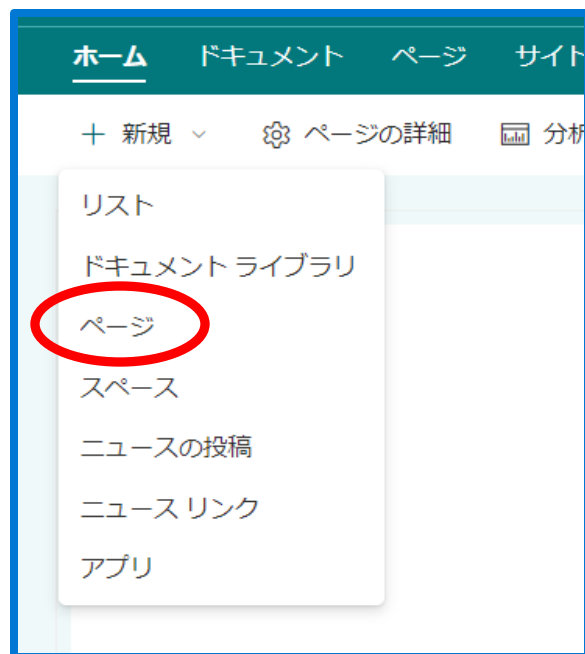 ホーム ドキュメント ページ サイト
+ 新規 ページの詳細 分析
リスト
ドキュメント ライブラリ
ページ
スペース
ニュースの投稿
ニュース リンク
アプリ